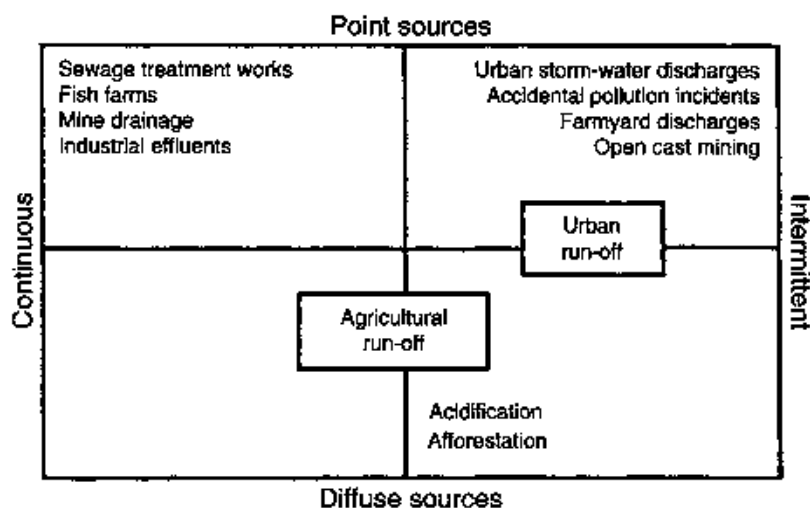 Point sources
Sewage treatment works
Fish farms
Mine drainage
Industrial effluents
Urban storm-water discharges
Accidental pollution incidents
Farmyard discharges
Open cast mining
Continuous
Intermittent
Urban
run-off
Agricultural
run-off
Acidification
Afforestation
Diffuse sources